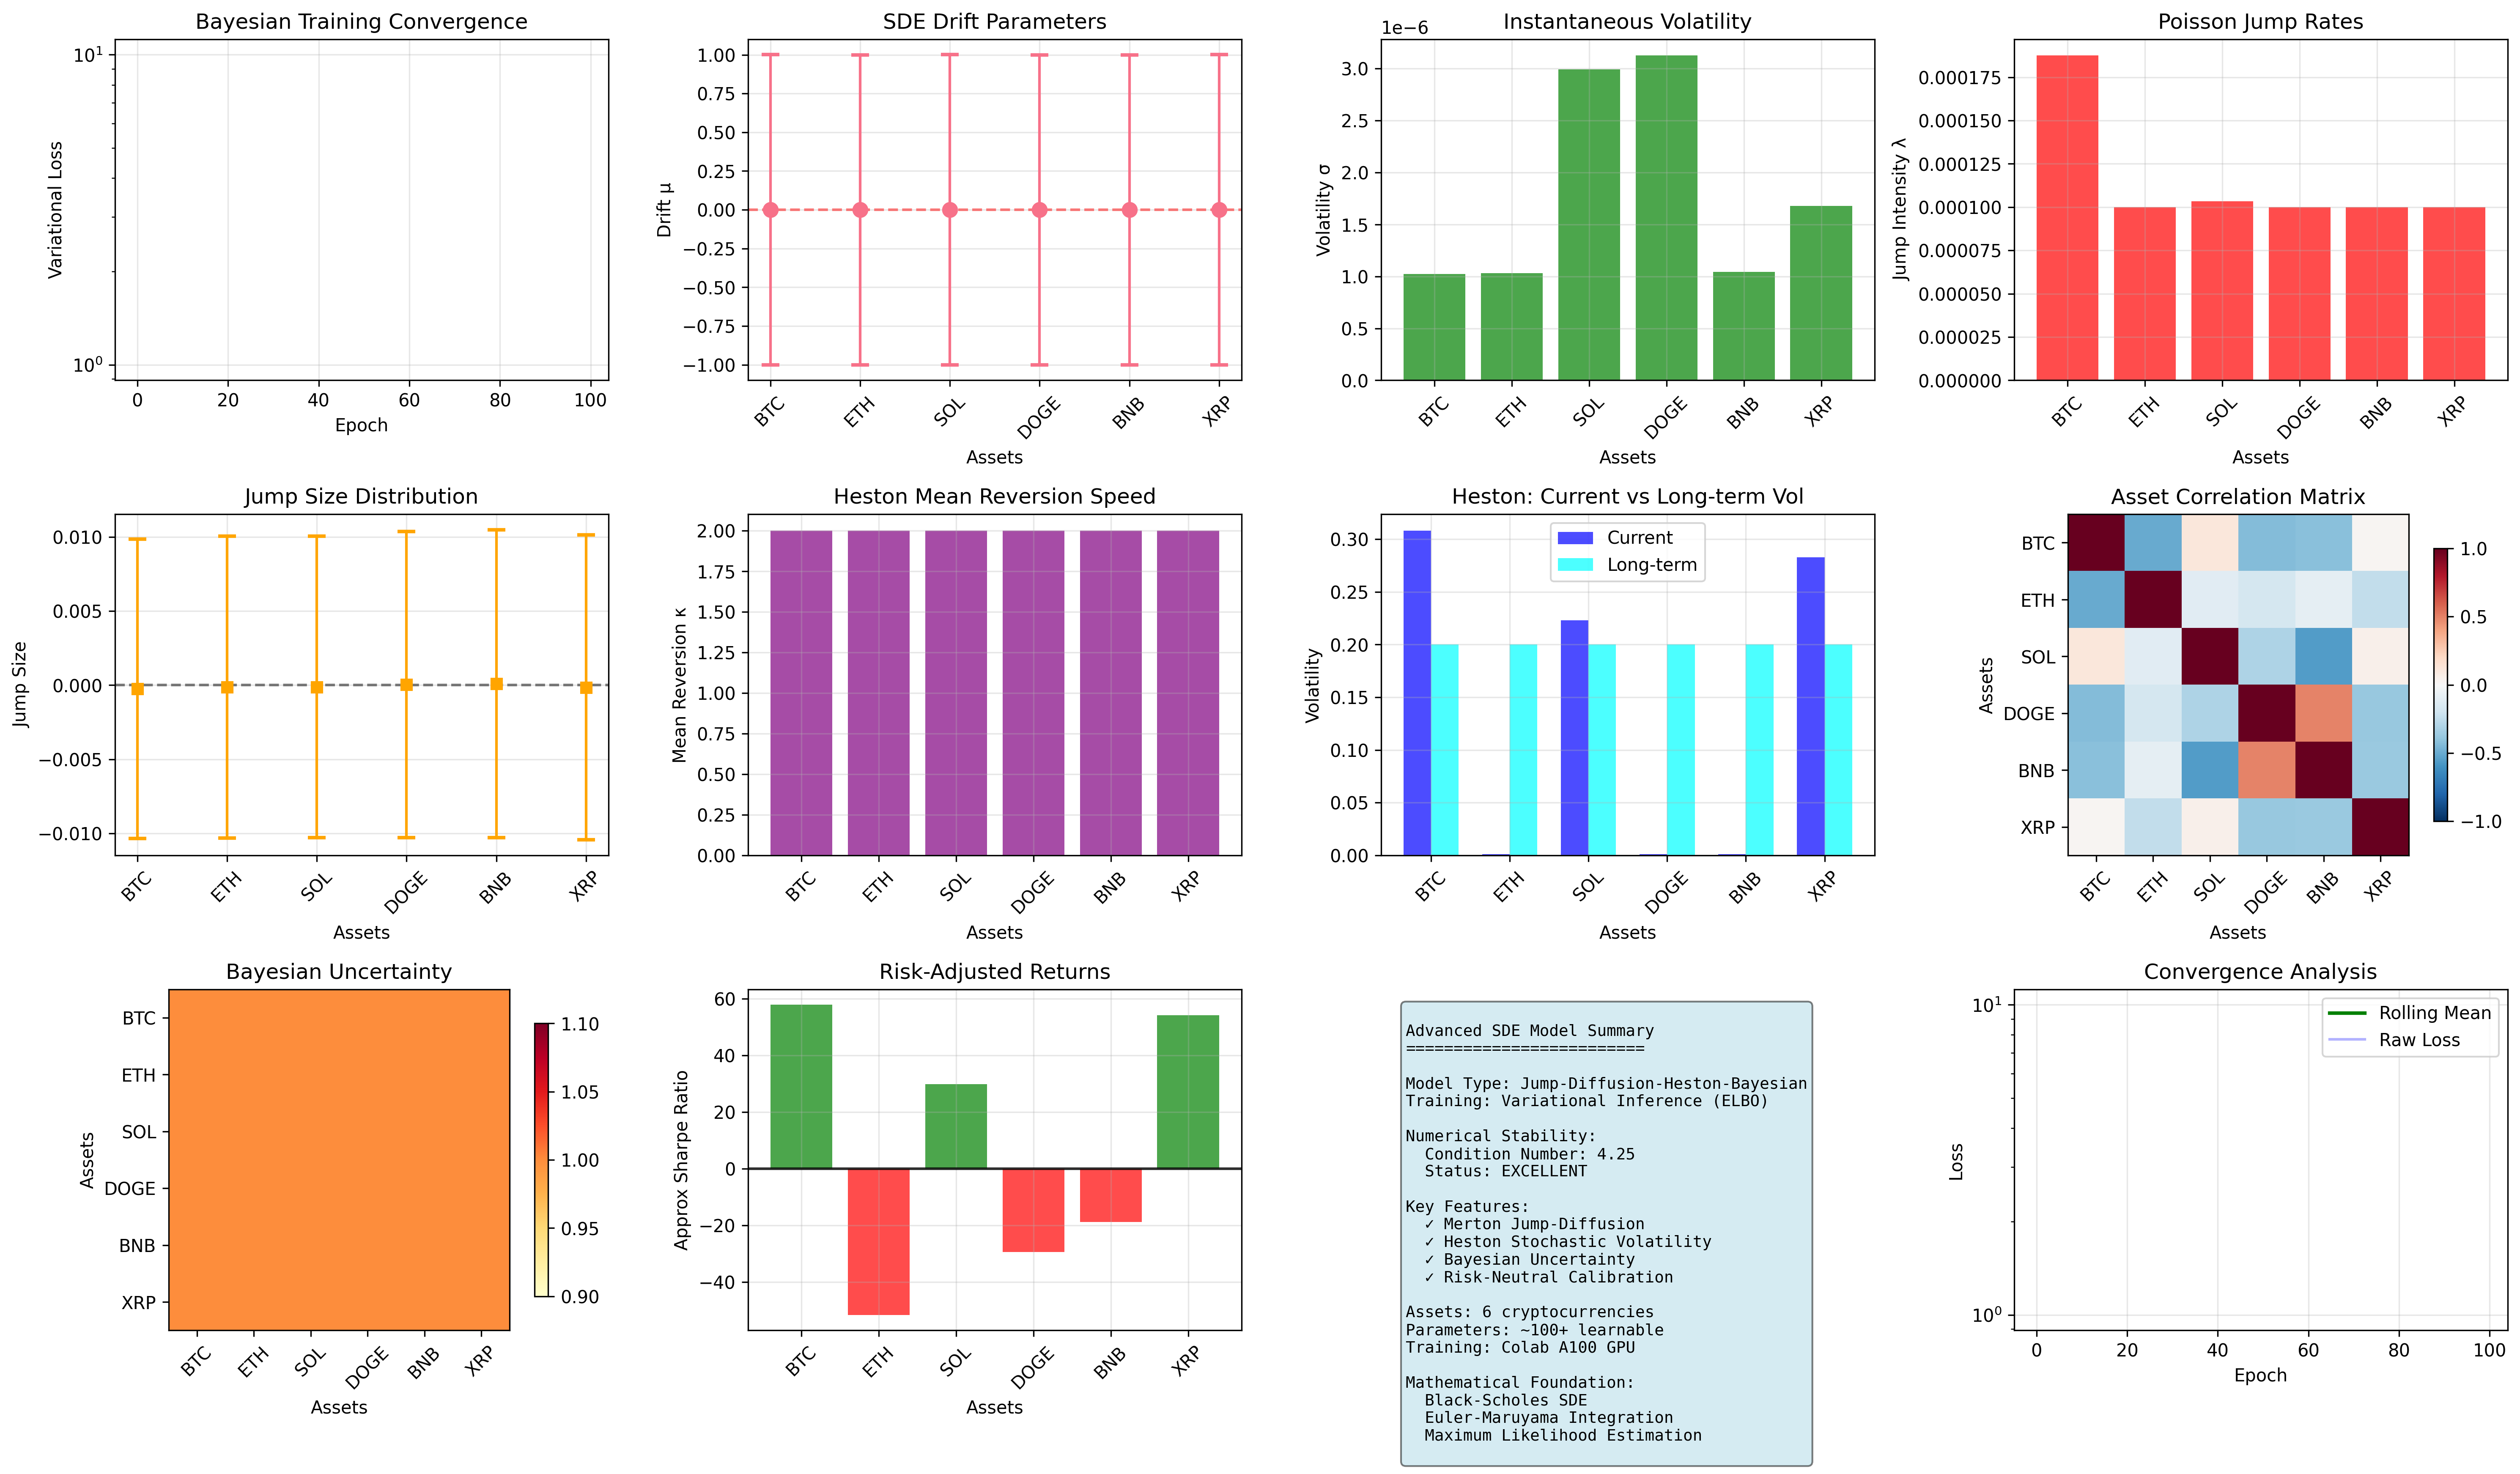 Bayesian Training Convergence
10¹
10⁰
Variational Loss
0 20 40 60 80 100
Epoch
SDE Drift Parameters
1.00
0.75
0.50
0.25
0.00
−0.25
−0.50
−0.75
−1.00
Drift μ
BTC ETH SOL DOGE BNB XRP
Assets
Instantaneous Volatility
1e−6
3.0
2.5
2.0
1.5
1.0
0.5
0.0
Volatility σ
BTC ETH SOL DOGE BNB XRP
Assets
Poisson Jump Rates
0.000175
0.000150
0.000125
0.000100
0.000075
0.000050
0.000025
0.000000
Jump Intensity λ
BTC ETH SOL DOGE BNB XRP
Assets
Jump Size Distribution
0.010
0.005
0.000
−0.005
−0.010
Jump Size
BTC ETH SOL DOGE BNB XRP
Assets
Heston Mean Reversion Speed
2.00
1.75
1.50
1.25
1.00
0.75
0.50
0.25
0.00
Mean Reversion κ
BTC ETH SOL DOGE BNB XRP
Assets
Heston: Current vs Long-term Vol
Current
Long-term
0.30
0.25
0.20
0.15
0.10
0.05
0.00
Volatility
BTC ETH SOL DOGE BNB XRP
Assets
Asset Correlation Matrix
BTC
ETH
SOL
DOGE
BNB
XRP
Assets
BTC ETH SOL DOGE BNB XRP
Assets
1.0
0.5
0.0
−0.5
−1.0
Bayesian Uncertainty
BTC
ETH
SOL
DOGE
BNB
XRP
Assets
BTC ETH SOL DOGE BNB XRP
Assets
1.10
1.05
1.00
0.95
0.90
Risk-Adjusted Returns
60
40
20
0
−20
−40
Approx Sharpe Ratio
BTC ETH SOL DOGE BNB XRP
Assets
Advanced SDE Model Summary
=========================
Model Type: Jump-Diffusion-Heston-Bayesian
Training: Variational Inference (ELBO)
Numerical Stability:
Condition Number: 4.25
Status: EXCELLENT
Key Features:
✓ Merton Jump-Diffusion
✓ Heston Stochastic Volatility
✓ Bayesian Uncertainty
✓ Risk-Neutral Calibration
Assets: 6 cryptocurrencies
Parameters: ~100+ learnable
Training: Colab A100 GPU
Mathematical Foundation:
Black-Scholes SDE
Euler-Maruyama Integration
Maximum Likelihood Estimation
Convergence Analysis
Rolling Mean
Raw Loss
10¹
10⁰
Loss
0 20 40 60 80 100
Epoch